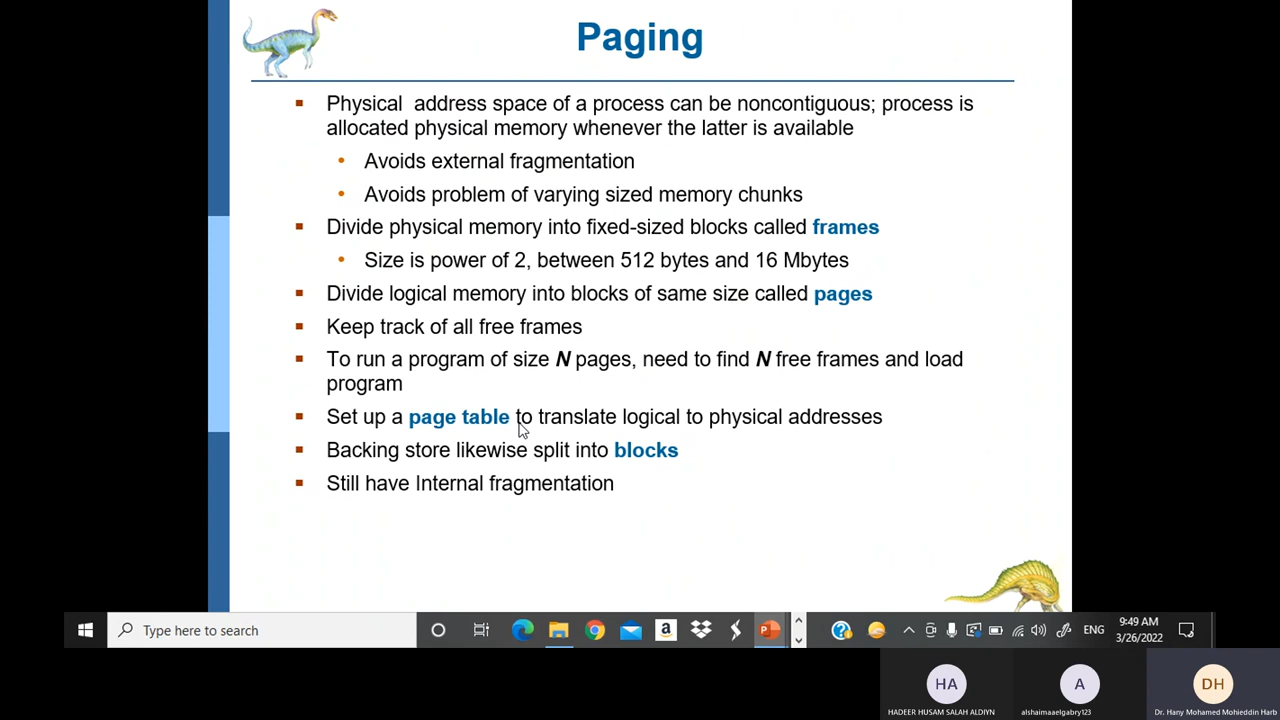 Paging
Physical address space of a process can be noncontiguous; process is
allocated physical memory whenever the latter is available
Avoids external fragmentation
Avoids problem of varying sized memory chunks
Divide physical memory into fixed-sized blocks called frames
Size is power of 2, between 512 bytes and 16 Mbytes
Divide logical memory into blocks of same size called pages
Keep track of all free frames
To run a program of size N pages, need to find N free frames and load
program
Set up a page table to translate logical to physical addresses
Backing store likewise split into blocks
Still have Internal fragmentation
Type here to search
ENG
9:49 AM
3/26/2022
HA
A
DH
HADEER HUSAM SALAH ALDIYN
alshaimaaelgabry123
Dr. Hany Mohamed Mohieddin Harb